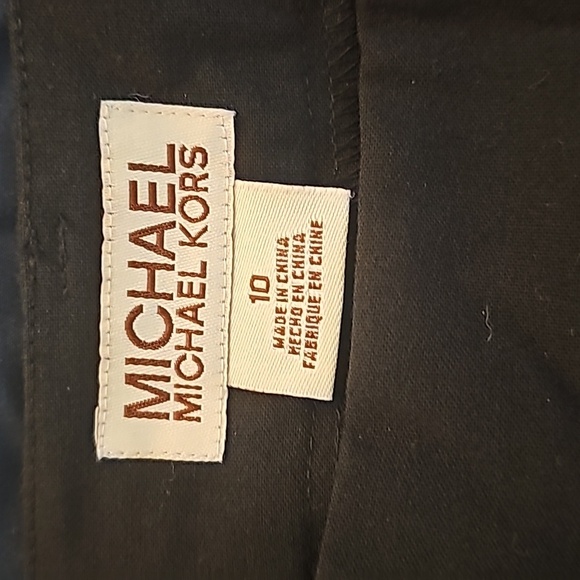 MICHAEL
MICHAEL KORS
10
MADE IN CHINA
HECHO EN CHINA
FABRIQUE EN CHINE